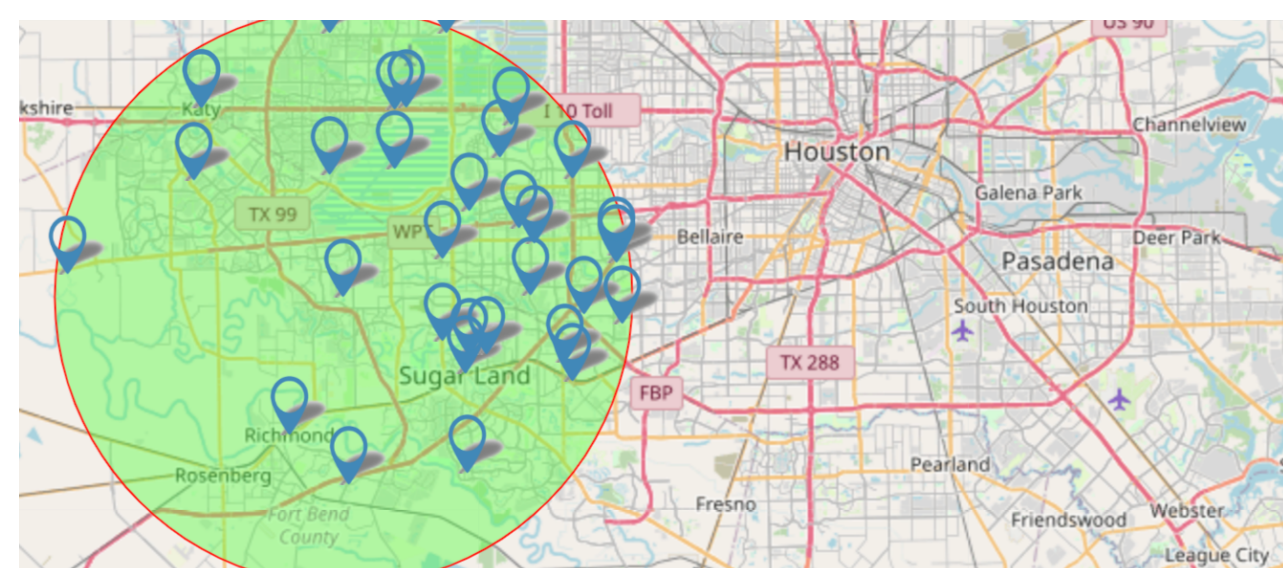 US 90
kshire
Katy
I 10 Toll
Channelview
Houston
Galena Park
TX 99
WP
Bellaire
Deer Park
Pasadena
South Houston
TX 288
Sugar Land
FBP
Richmond
Pearland
Rosenberg
Fresno
Webster
Fort Bend
County
Friendswood
League City